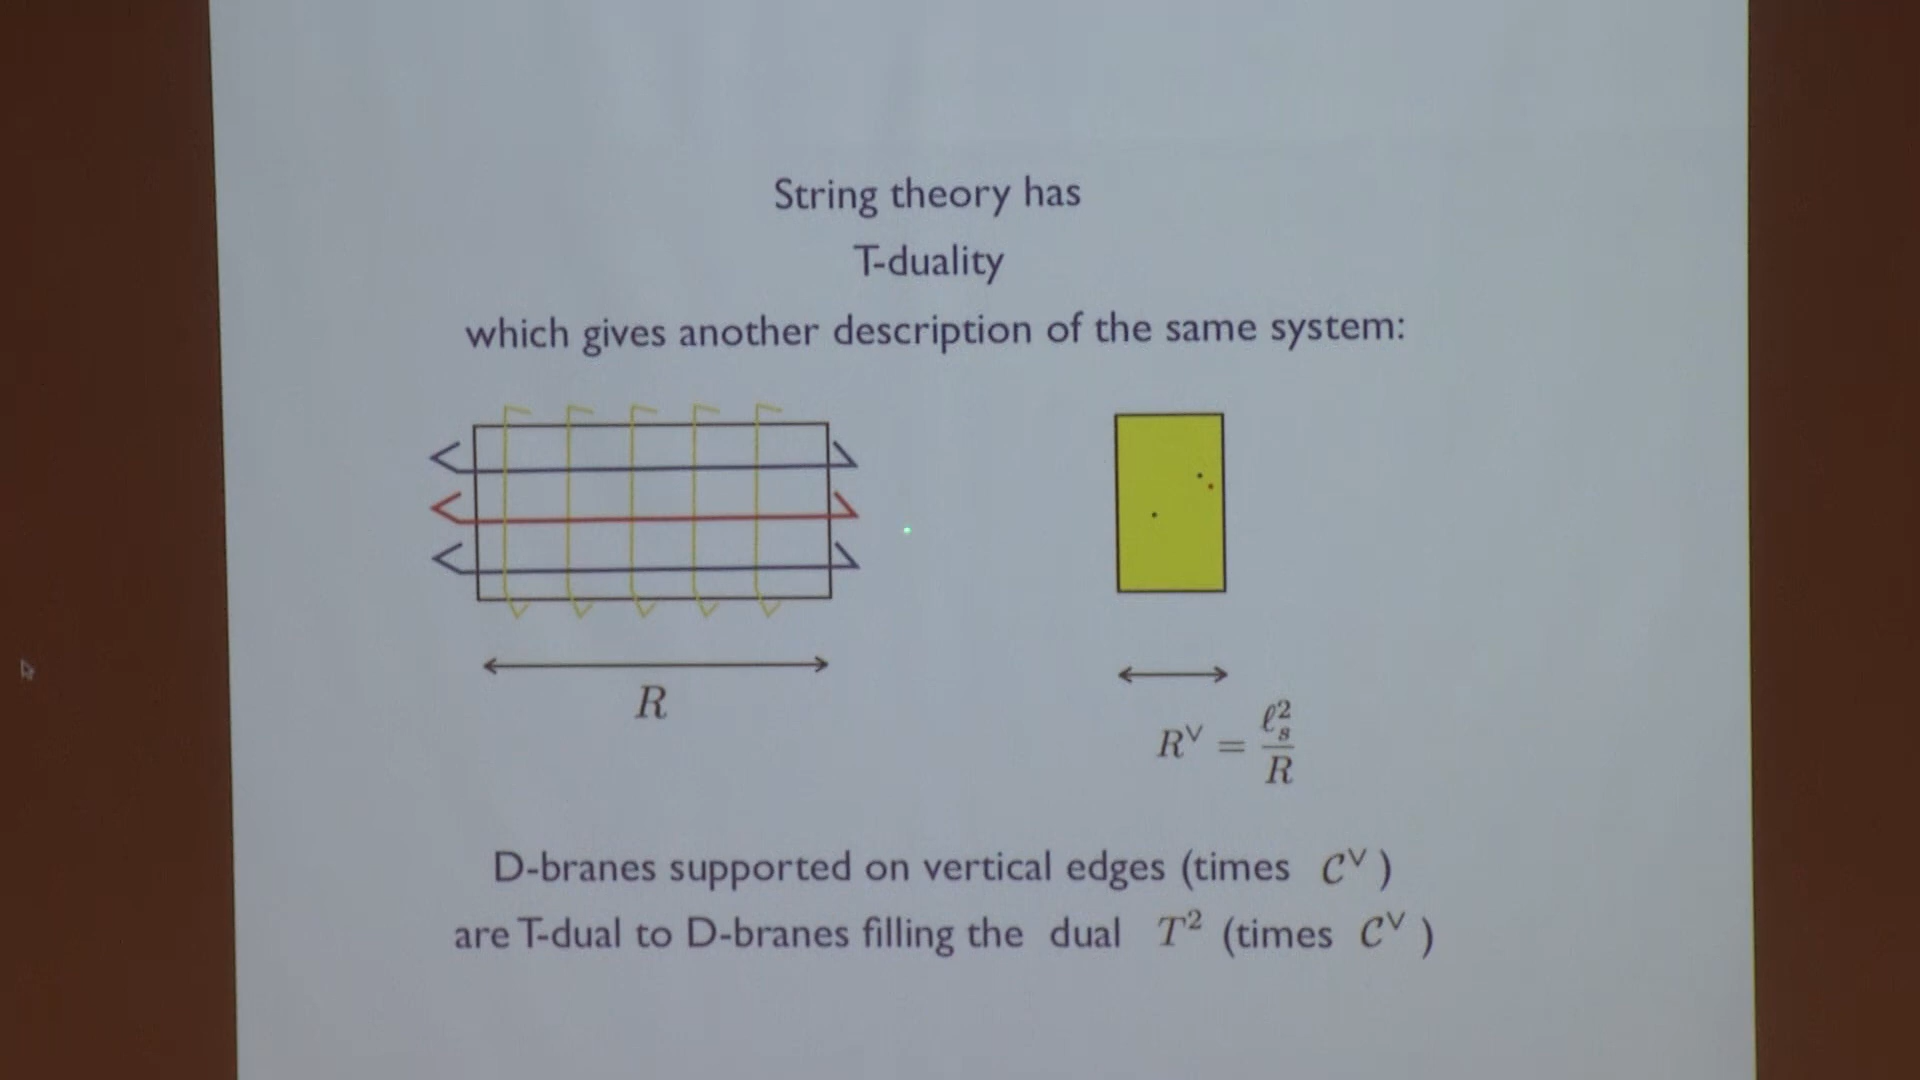 String theory has
T-duality
which gives another description of the same system:
R
R^∨ = ℓ_s^2 / R
D-branes supported on vertical edges (times 𝒞^∨)
are T-dual to D-branes filling the dual T^2 (times 𝒞^∨)